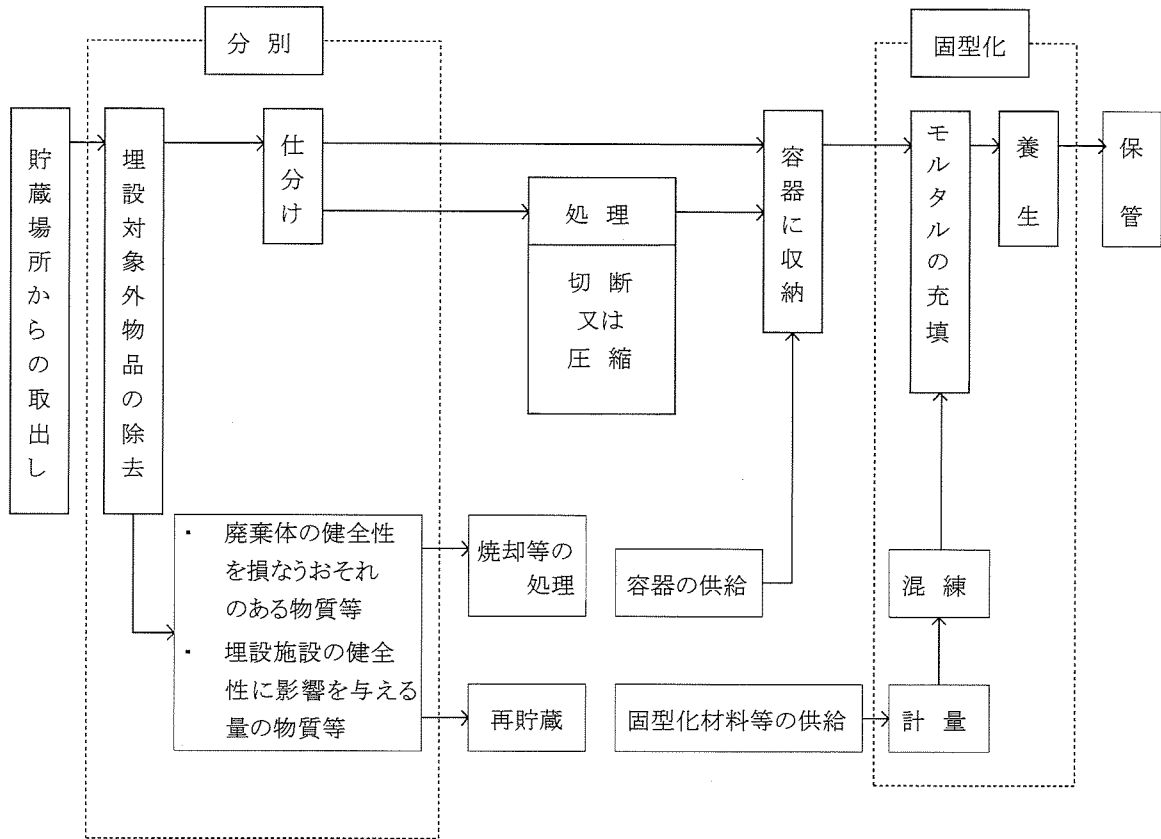 分別
固型化
貯蔵場所からの取出し
埋設対象外物品の除去
仕分け
処理
切断
又は
圧縮
容器に収納
モルタルの充填
養生
保管
・ 廃棄体の健全性
を損なうおそれ
のある物質等
・ 埋設施設の健全
性に影響を与える
量の物質等
焼却等の
処理
再貯蔵
容器の供給
固型化材料等の供給
混練
計量